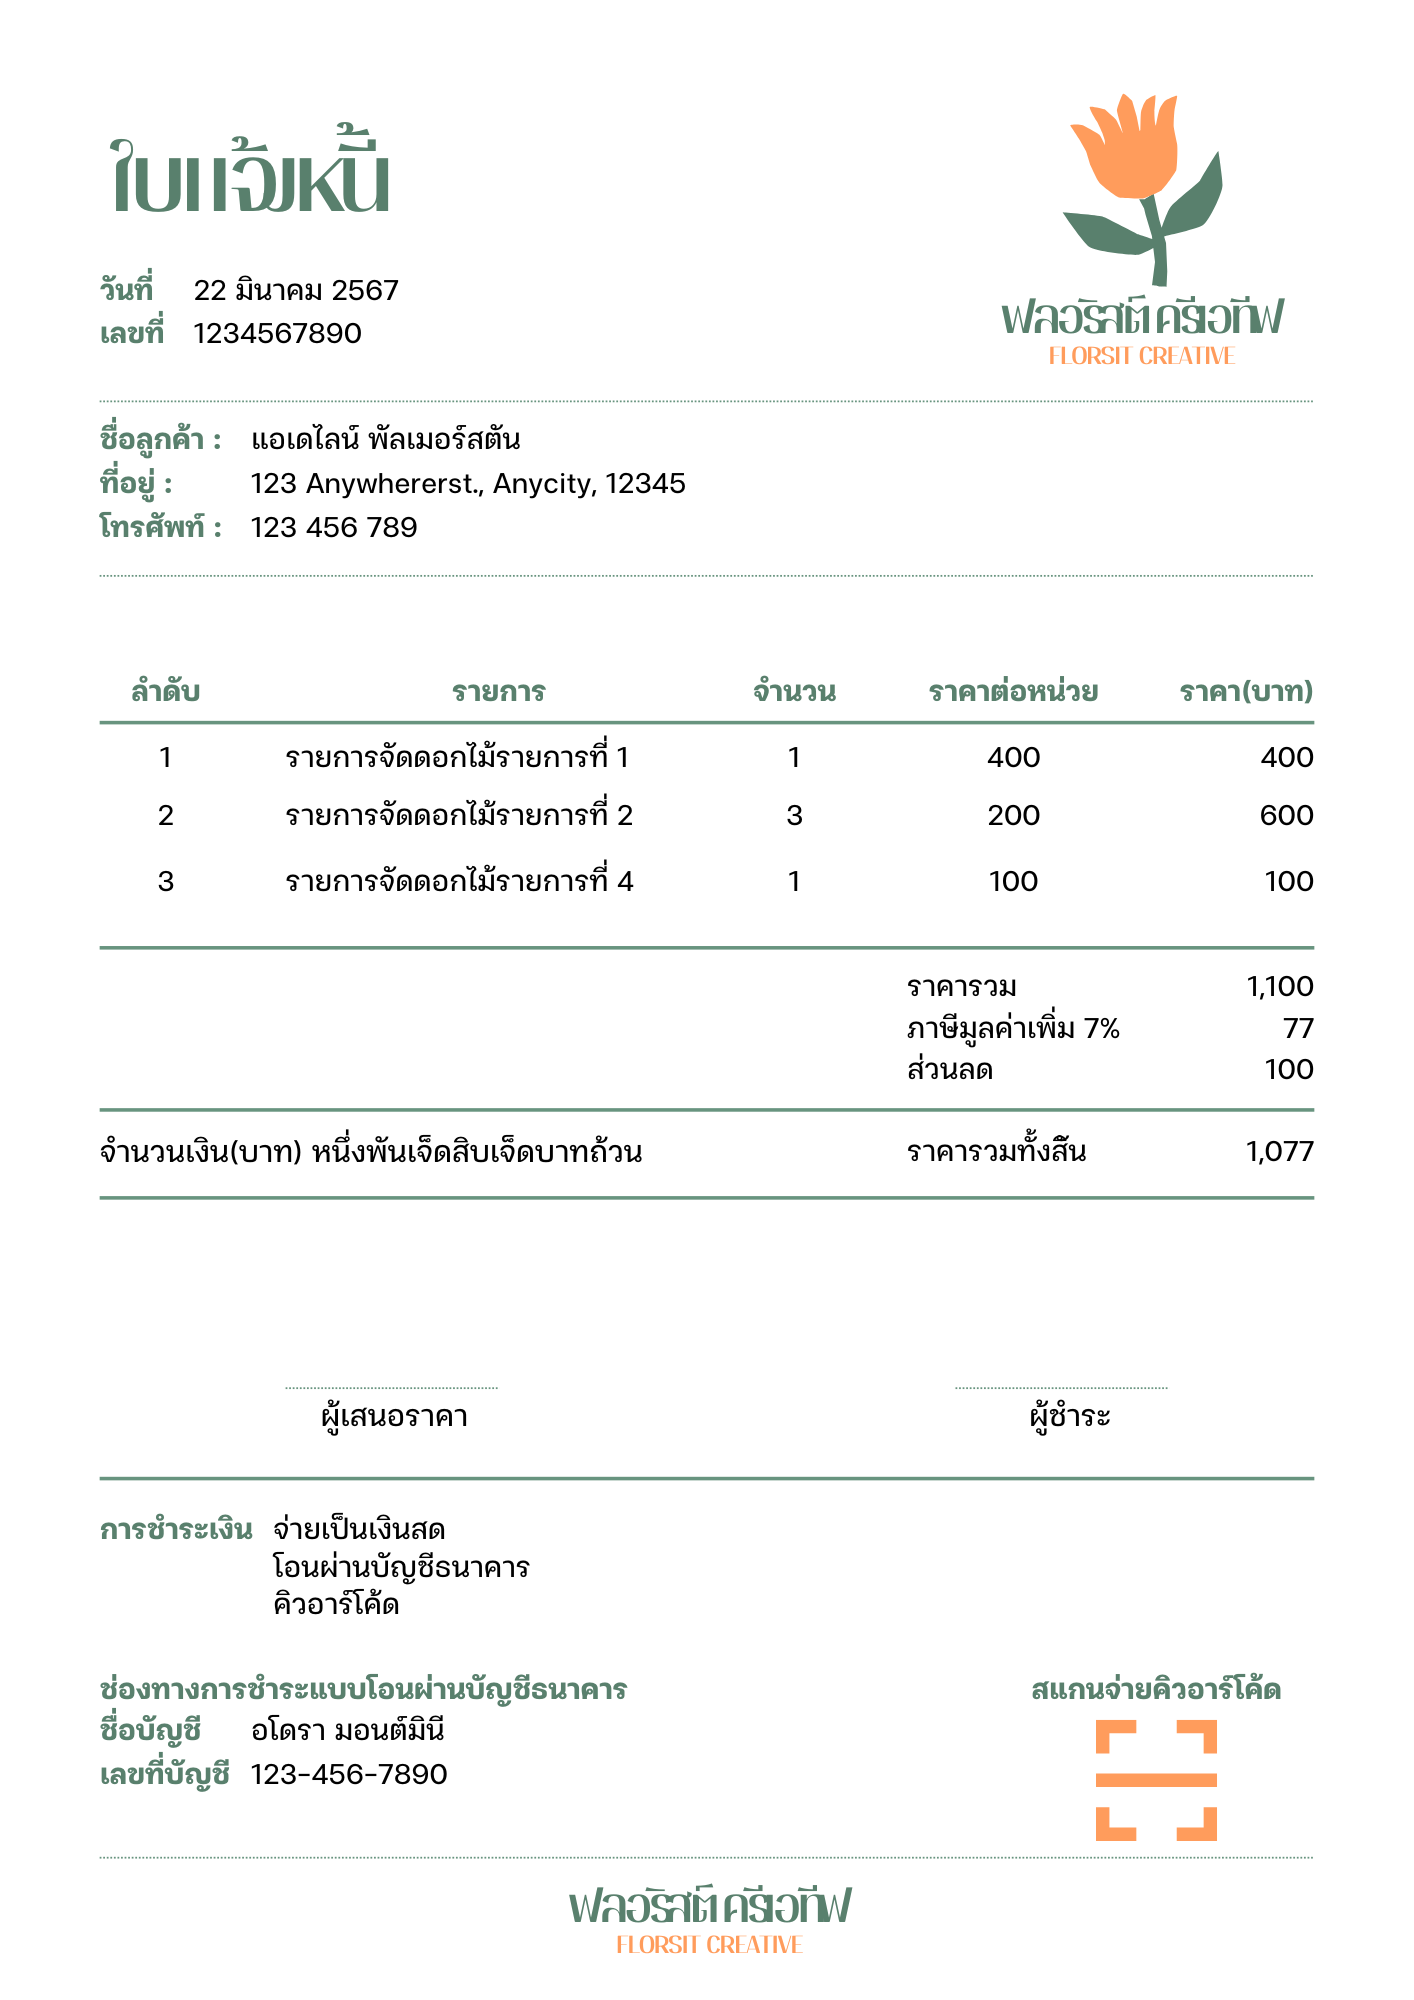 ใบแจ้งหนี้
วันที่ 22 มีนาคม 2567
เลขที่ 1234567890
ฟลอริสต์ ครีเอทีฟ
FLORSIT CREATIVE
ชื่อลูกค้า : แอเดไลน์ พัลเมอร์สตัน
ที่อยู่ : 123 Anywhererst., Anycity, 12345
โทรศัพท์ : 123 456 789
ลำดับ รายการ จำนวน ราคาต่อหน่วย ราคา(บาท)
1 รายการจัดดอกไม้รายการที่ 1 1 400 400
2 รายการจัดดอกไม้รายการที่ 2 3 200 600
3 รายการจัดดอกไม้รายการที่ 4 1 100 100
ราคารวม 1,100
ภาษีมูลค่าเพิ่ม 7% 77
ส่วนลด 100
จำนวนเงิน(บาท) หนึ่งพันเจ็ดสิบเจ็ดบาทถ้วน ราคารวมทั้งสิ้น 1,077
ผู้เสนอราคา ผู้ชำระ
การชำระเงิน จ่ายเป็นเงินสด
โอนผ่านบัญชีธนาคาร
คิวอาร์โค้ด
ช่องทางการชำระแบบโอนผ่านบัญชีธนาคาร สแกนจ่ายคิวอาร์โค้ด
ชื่อบัญชี อโดรา มอนต์มินี
เลขที่บัญชี 123-456-7890
ฟลอริสต์ ครีเอทีฟ
FLORSIT CREATIVE